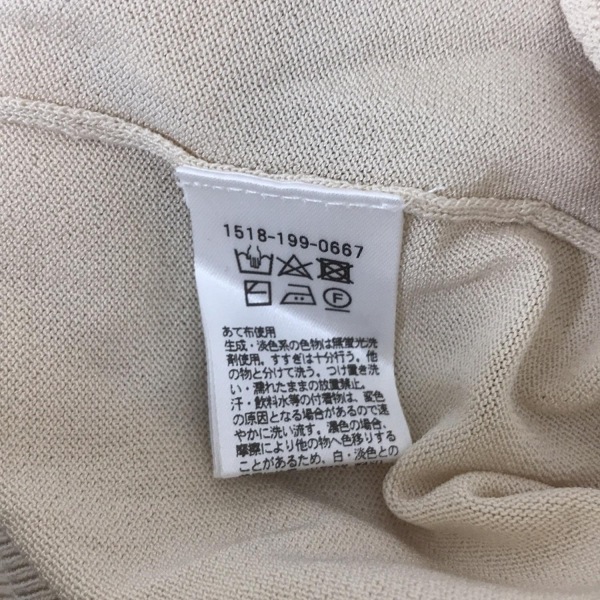 1518-199-0667
F
あて布使用
生成・淡色系の色物は無蛍光洗
剤使用。すすぎは十分行う。他
の物と分けて洗う。つけ置き洗
い・濡れたままの放置禁止。
汗・飲料水等の付着物は、変色
の原因となる場合があるので速
やかに洗い流す。濃色の場合、
摩擦により他の物へ色移りする
ことがあるため、白・淡色との